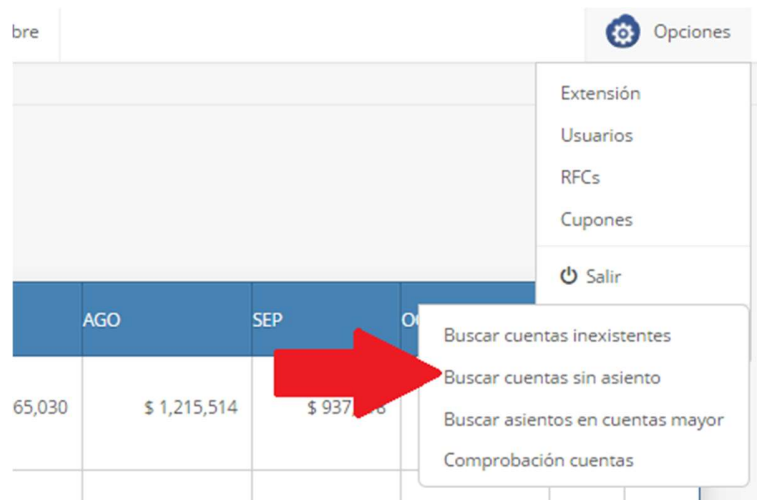 bre
Opciones
Extensión
Usuarios
RFCs
Cupones
Salir
AGO SEP
Buscar cuentas inexistentes
Buscar cuentas sin asiento
Buscar asientos en cuentas mayor
Comprobación cuentas
65,030 $ 1,215,514 $ 937,